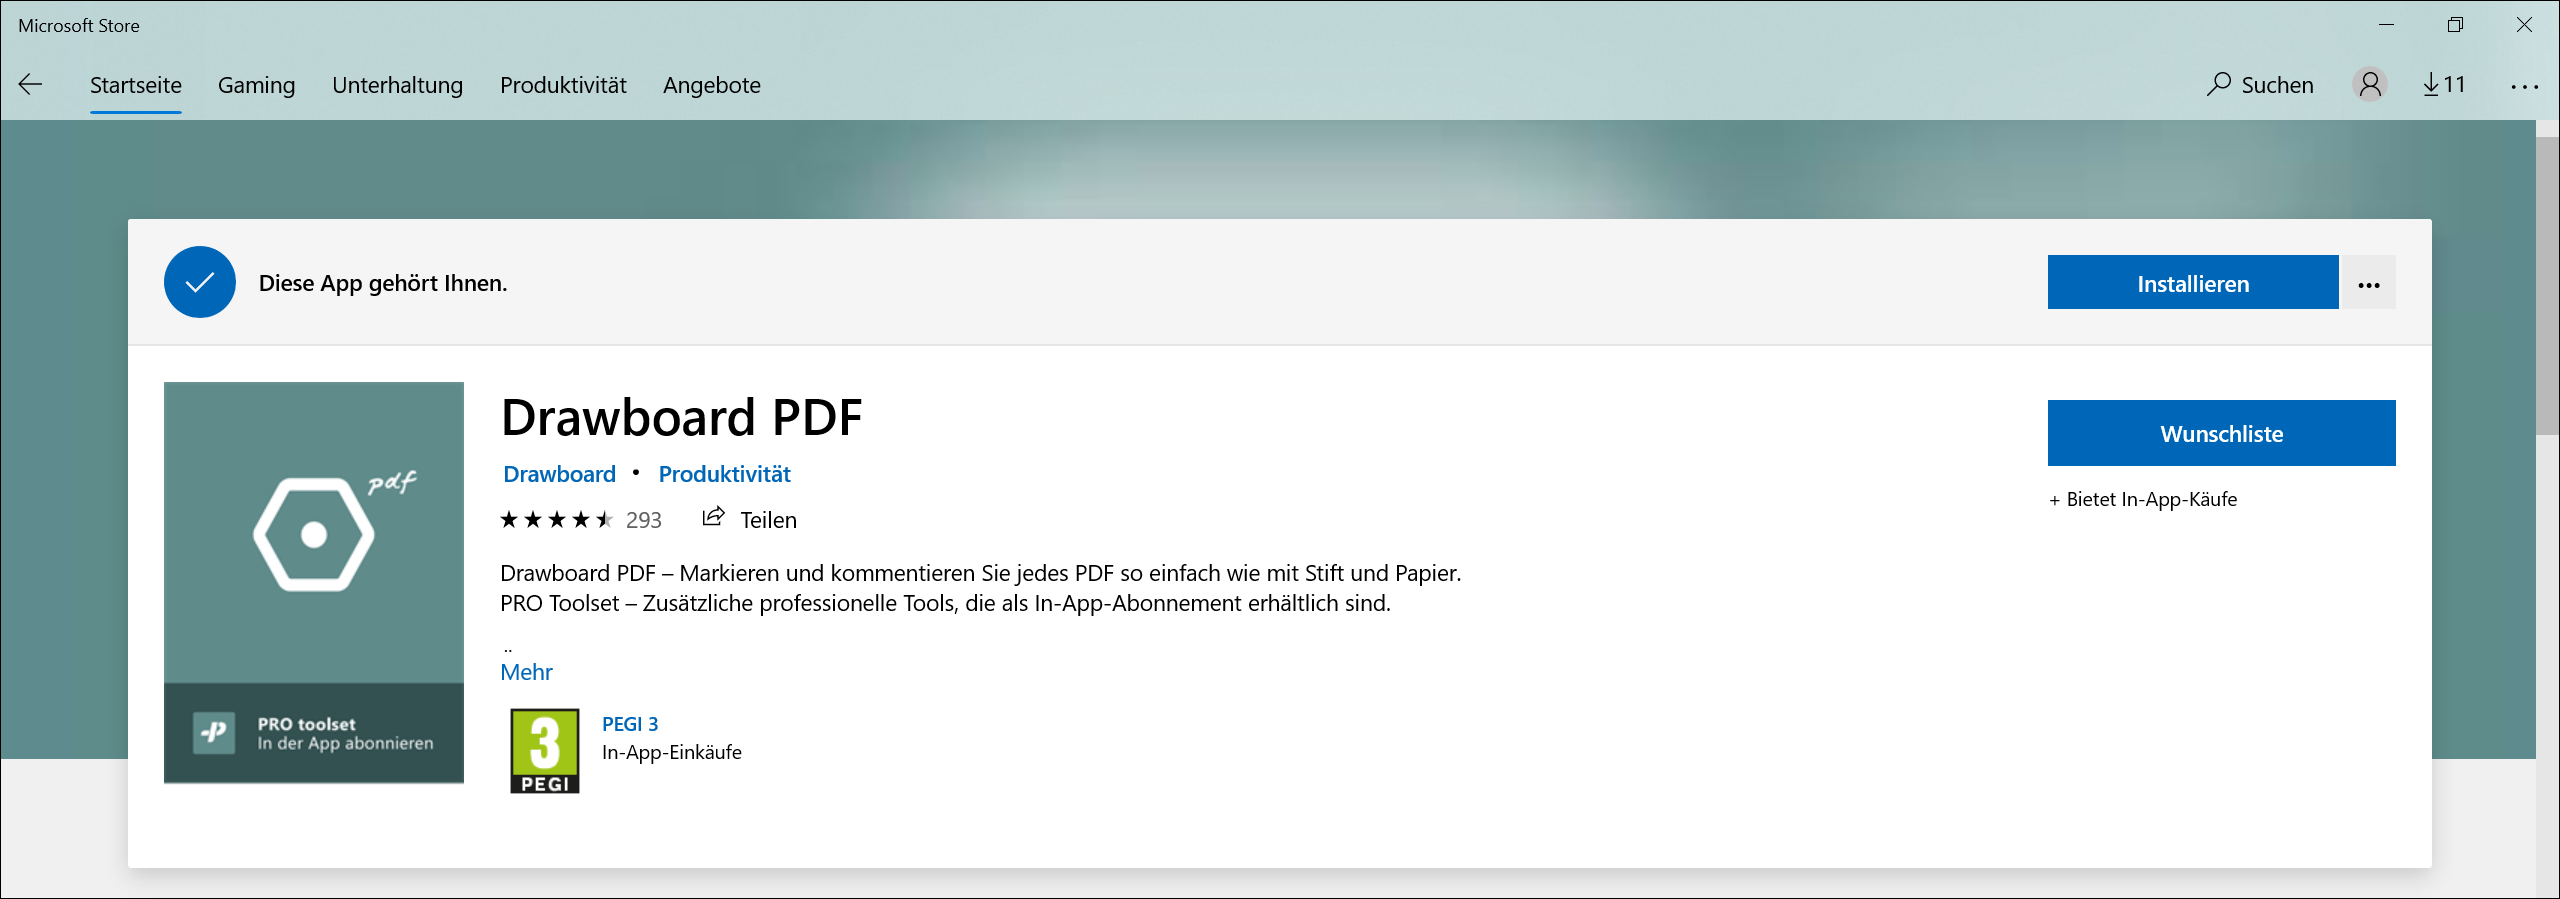 Microsoft Store
Startseite Gaming Unterhaltung Produktivität Angebote Suchen 11 ...
Diese App gehört Ihnen. Installieren ...
pdf
PRO toolset
In der App abonnieren
Drawboard PDF
Drawboard • Produktivität
293 Teilen
Drawboard PDF – Markieren und kommentieren Sie jedes PDF so einfach wie mit Stift und Papier.
PRO Toolset – Zusätzliche professionelle Tools, die als In-App-Abonnement erhältlich sind.
..
Mehr
3
PEGI
PEGI 3
In-App-Einkäufe
Wunschliste
+ Bietet In-App-Käufe